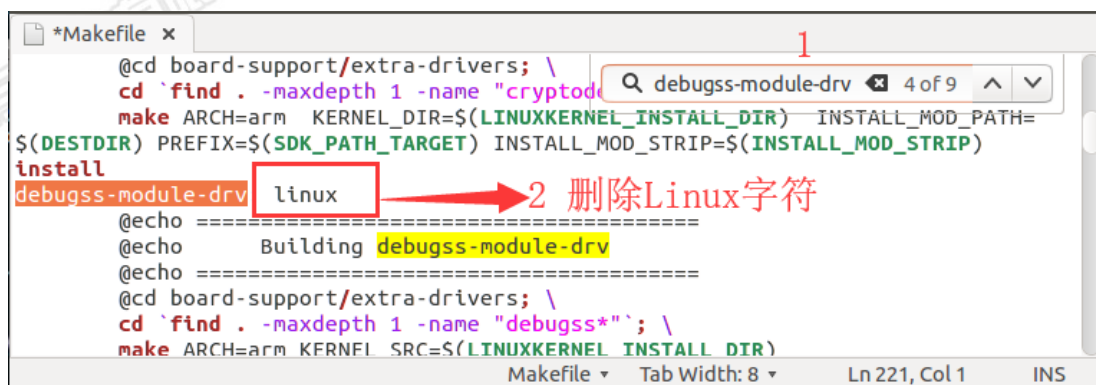 *Makefile ×
1
@cd board-support/extra-drivers; \
debugss-module-drv 4 of 9
cd `find . -maxdepth 1 -name "cryptod
make ARCH=arm KERNEL_DIR=$(LINUXKERNEL_INSTALL_DIR) INSTALL_MOD_PATH=
$(DESTDIR) PREFIX=$(SDK_PATH_TARGET) INSTALL_MOD_STRIP=$(INSTALL_MOD_STRIP)
install
debugss-module-drv linux 2 删除Linux字符
@echo =======================================
@echo Building debugss-module-drv
@echo =======================================
@cd board-support/extra-drivers; \
cd `find . -maxdepth 1 -name "debugss*"`; \
make ARCH=arm KERNEL_SRC=$(LINUXKERNEL_INSTALL_DIR)
Makefile Tab Width: 8 Ln 221, Col 1 INS